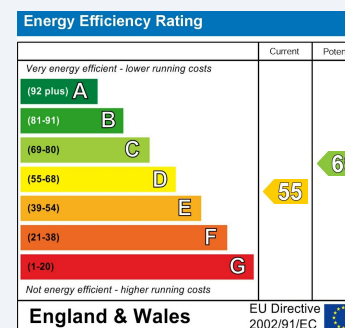 Energy Efficiency Rating
Current
Very energy efficient - lower running costs
(92 plus) A
(81-91) B
(69-80) C
(55-68) D
(39-54) E
(21-38) F
(1-20) G
55
Not energy efficient - higher running costs
England & Wales
EU Directive
2002/91/EC